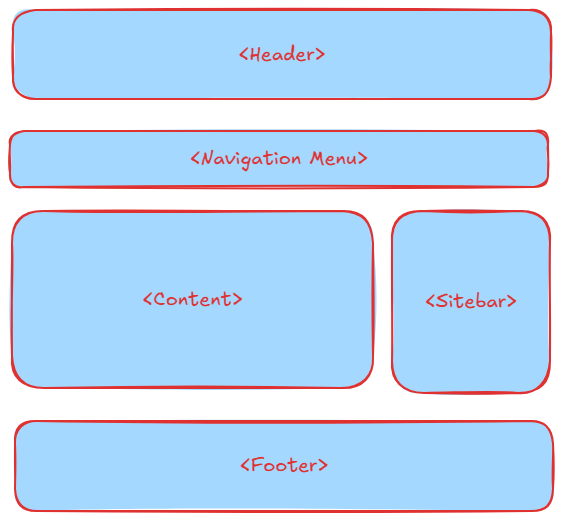 <Header>
<Navigation Menu>
<Content>
<Sitebar>
<Footer>